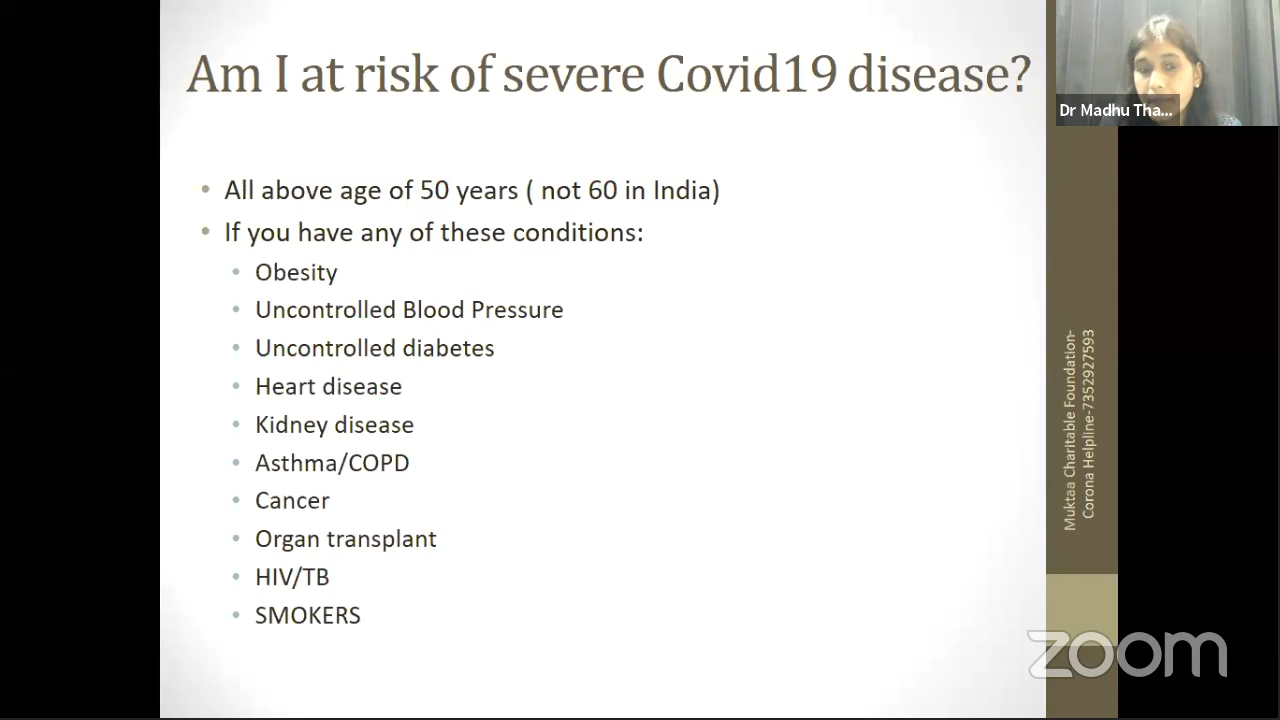 Am I at risk of severe Covid19 disease?
Dr Madhu Tha...
• All above age of 50 years ( not 60 in India)
• If you have any of these conditions:
• Obesity
• Uncontrolled Blood Pressure
• Uncontrolled diabetes
• Heart disease
• Kidney disease
• Asthma/COPD
• Cancer
• Organ transplant
• HIV/TB
• SMOKERS
Muktaa Charitable Foundation-
Corona Helpline-7352927593
zoom